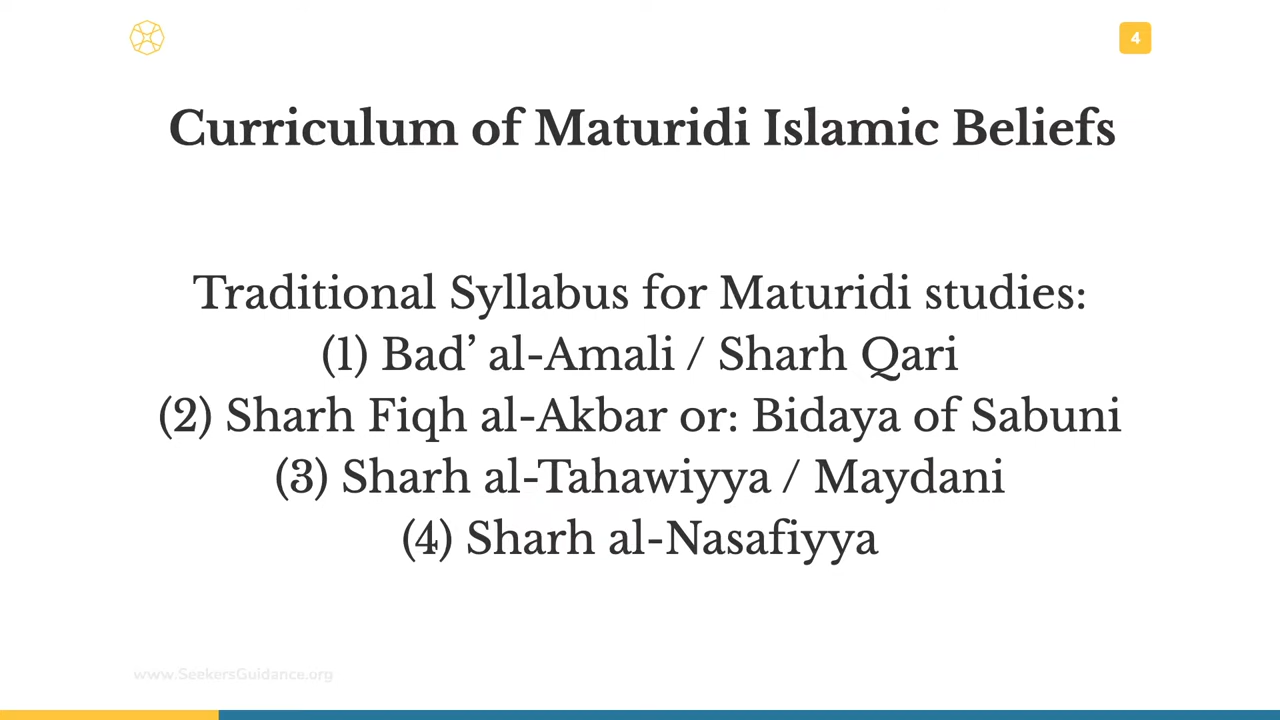 4
Curriculum of Maturidi Islamic Beliefs
Traditional Syllabus for Maturidi studies:
(1) Bad’ al-Amali / Sharh Qari
(2) Sharh Fiqh al-Akbar or: Bidaya of Sabuni
(3) Sharh al-Tahawiyya / Maydani
(4) Sharh al-Nasafiyya
www.SeekersGuidance.org